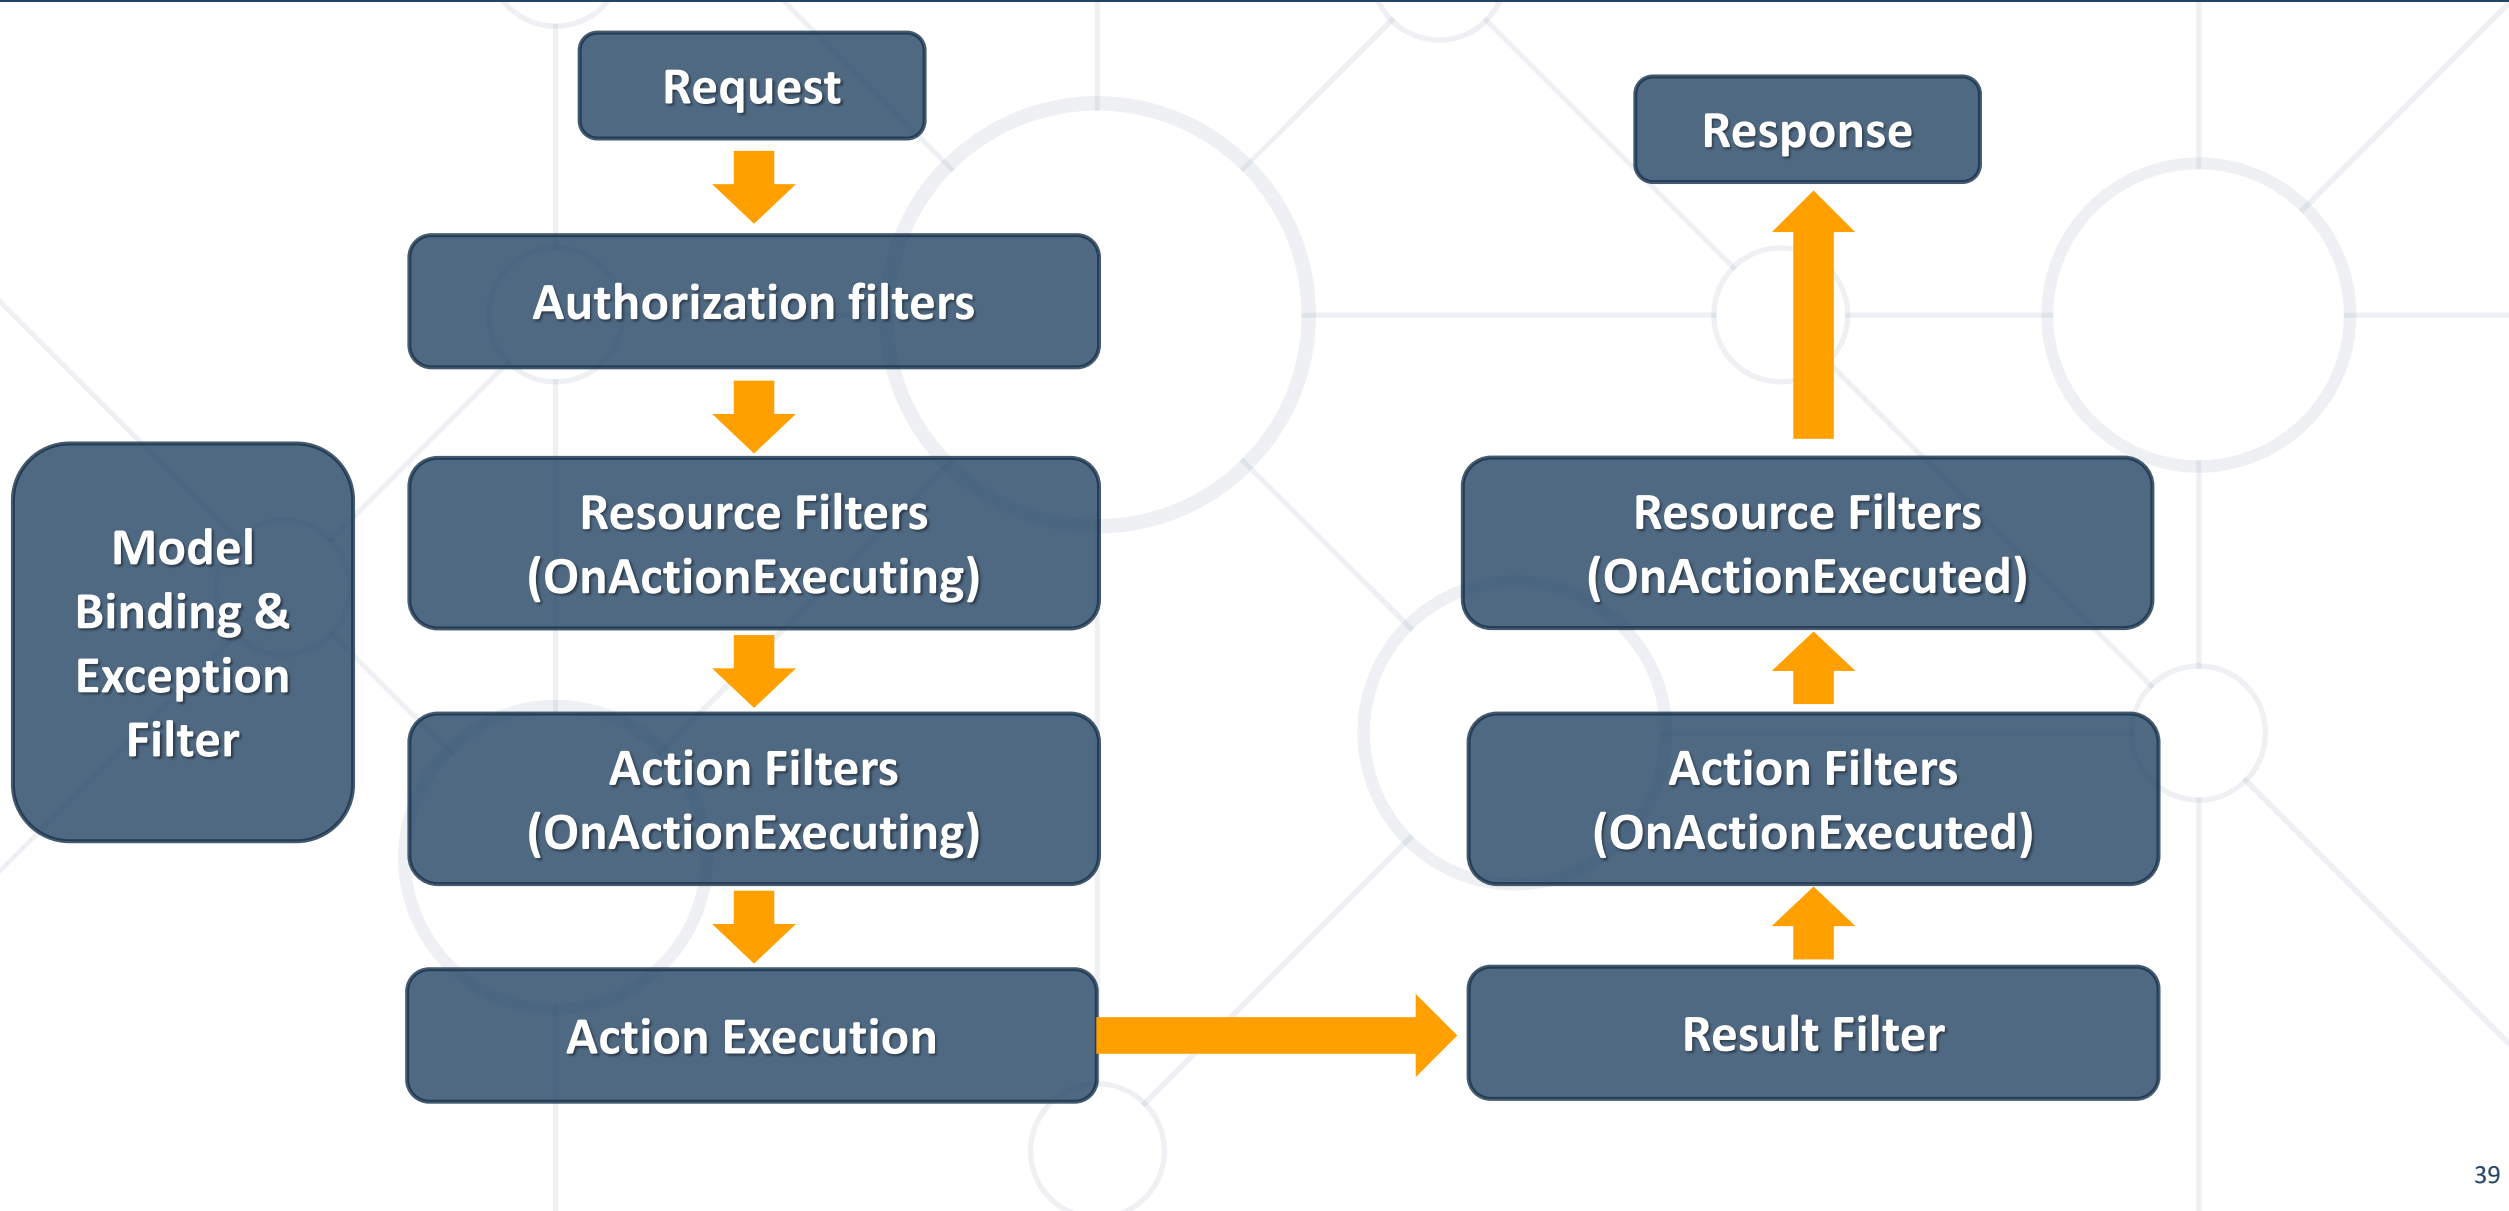 Request
Authorization filters
Resource Filters
(OnActionExecuting)
Action Filters
(OnActionExecuting)
Action Execution
Model
Binding &
Exception
Filter
Response
Resource Filters
(OnActionExecuted)
Action Filters
(OnActionExecuted)
Result Filter
39